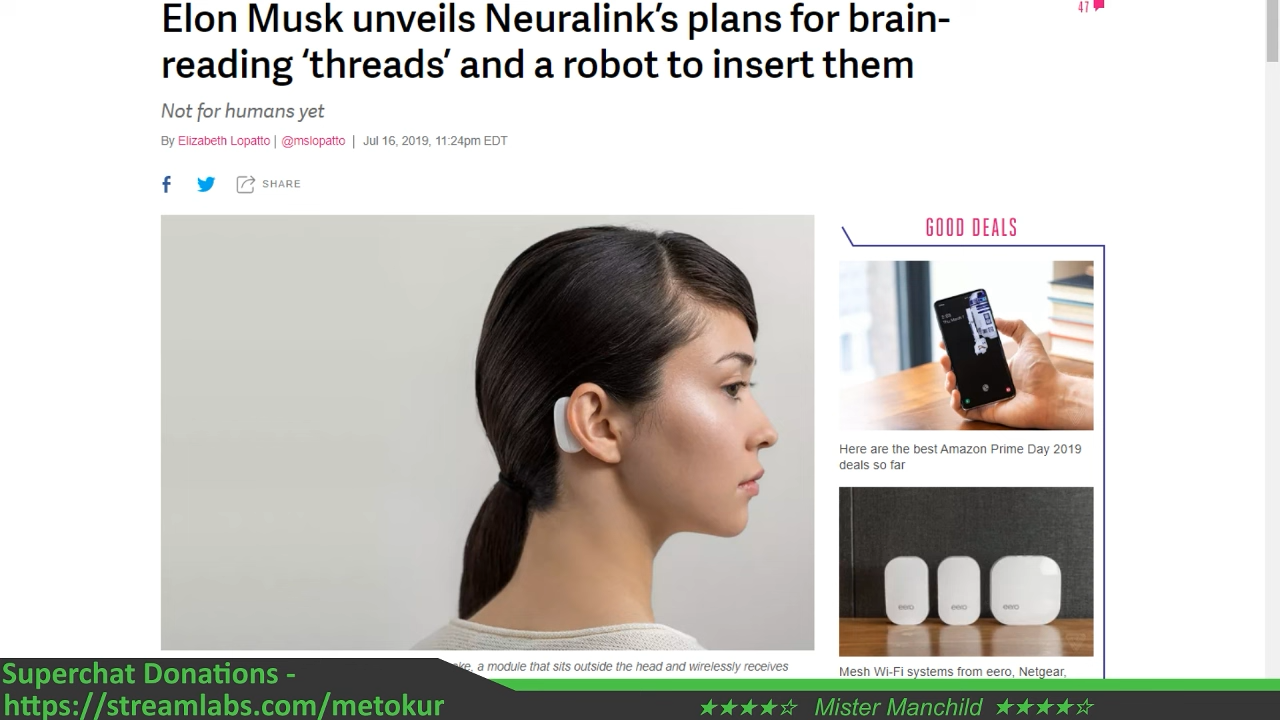 Elon Musk unveils Neuralink's plans for brain-
reading 'threads' and a robot to insert them
47
Not for humans yet
By Elizabeth Lopatto | @mslopatto | Jul 16, 2019, 11:24pm EDT
SHARE
GOOD DEALS
Here are the best Amazon Prime Day 2019
deals so far
eero
eero
eero
Mesh Wi-Fi systems from eero, Netgear,
a module that sits outside the head and wirelessly receives
Superchat Donations -
https://streamlabs.com/metokur
★★★★☆ Mister Manchild ★★★★☆